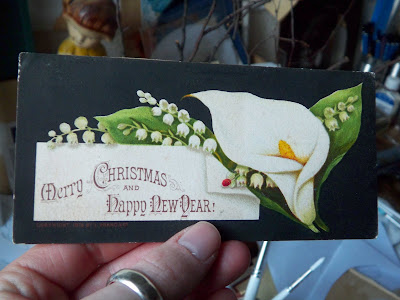 Merry Christmas
and
Happy New Year!